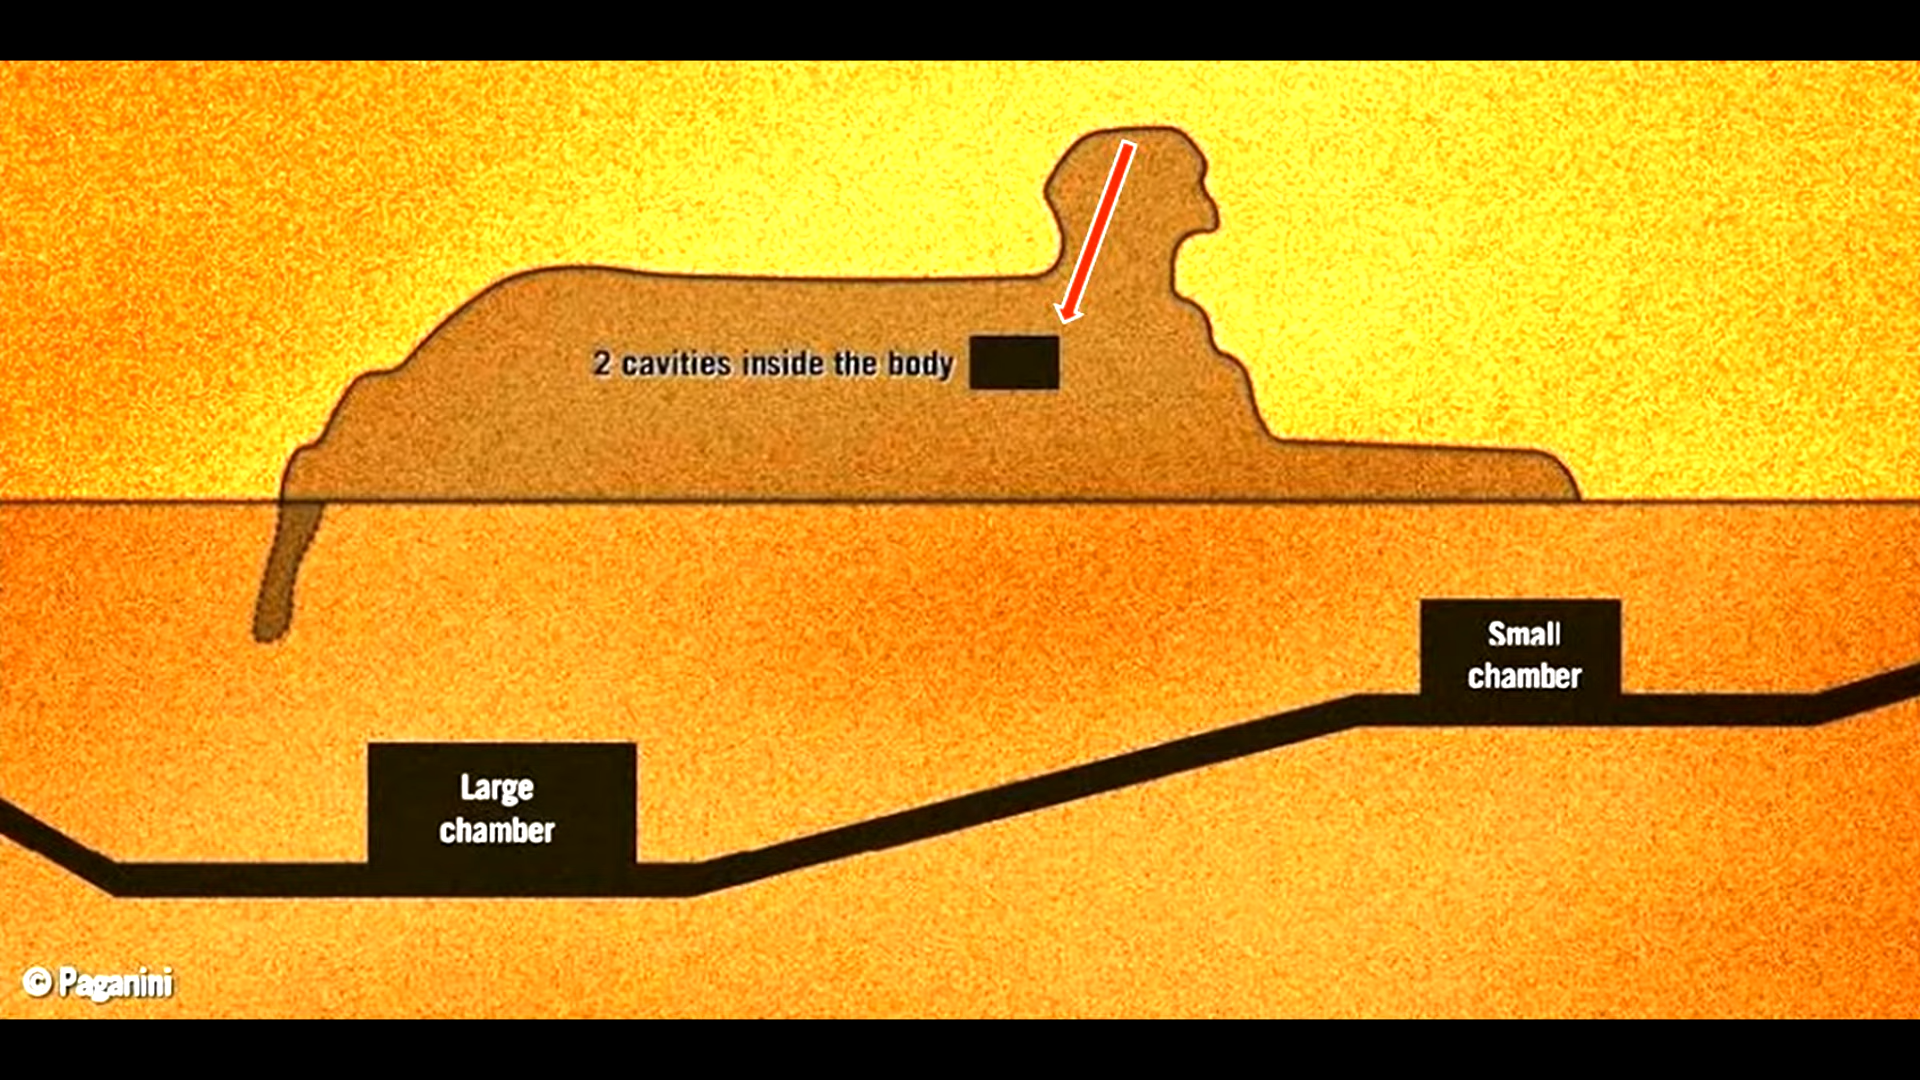 2 cavities inside the body
Small
chamber
Large
chamber
© Paganini